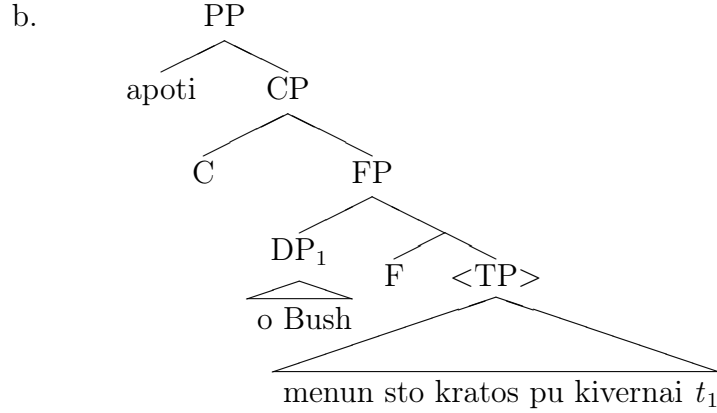 b.
PP
apoti CP
C FP
DP₁ F <TP>
o Bush
menun sto kratos pu kivernai t₁